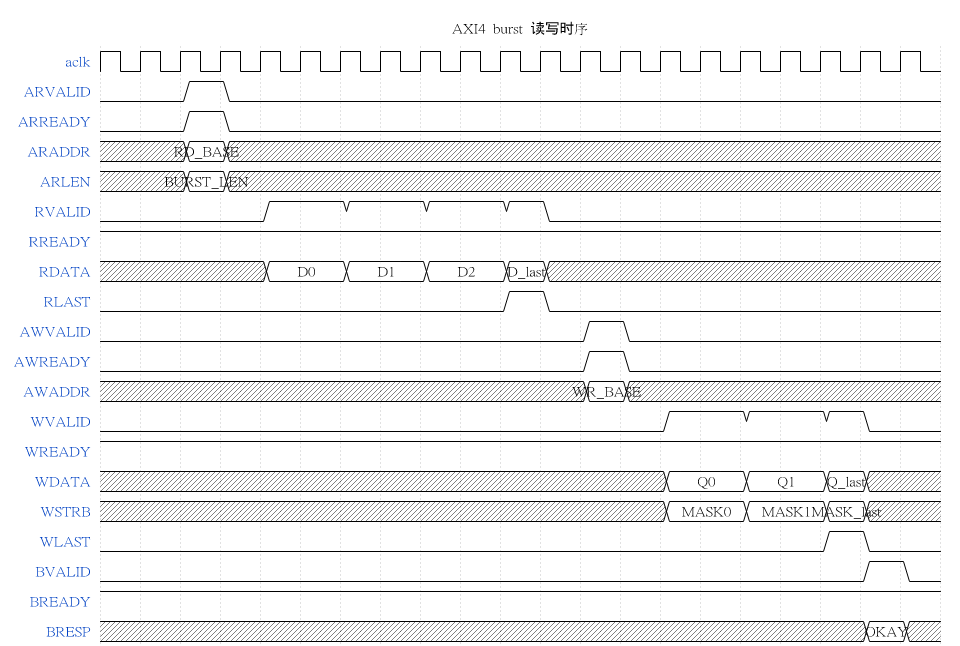 AXI4 burst 读写时序
aclk
ARVALID
ARREADY
ARADDR RD_BASE
ARLEN BURST_LEN
RVALID
RREADY
RDATA D0 D1 D2 D_last
RLAST
AWVALID
AWREADY
AWADDR WR_BASE
WVALID
WREADY
WDATA Q0 Q1 Q_last
WSTRB MASK0 MASK1 MASK_last
WLAST
BVALID
BREADY
BRESP OKAY